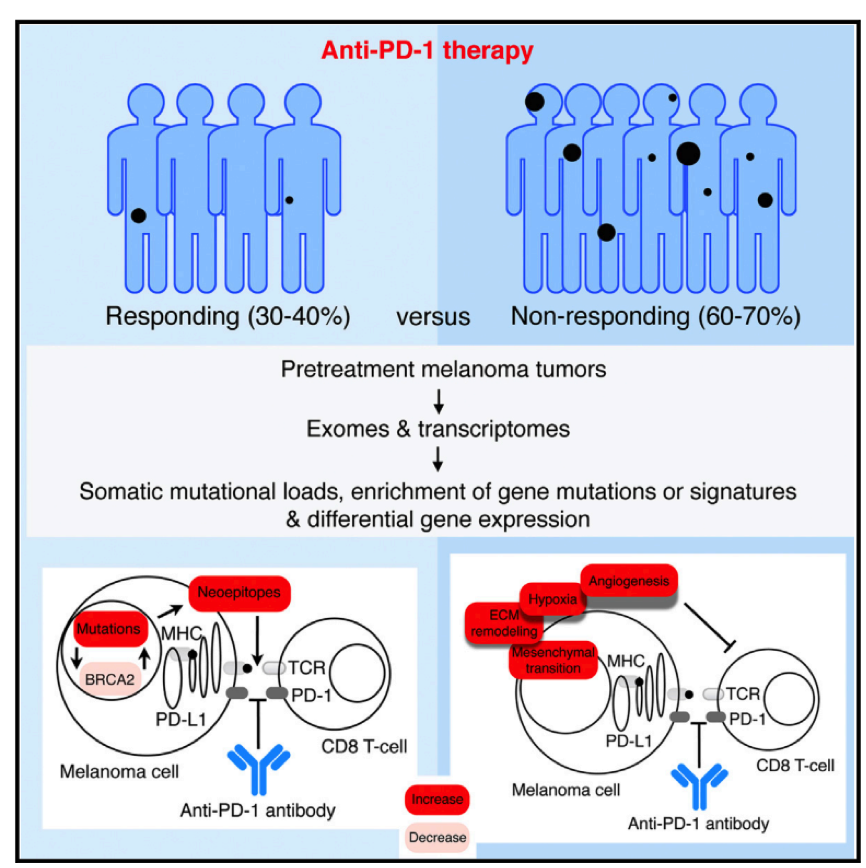 Anti-PD-1 therapy
Responding (30-40%) versus Non-responding (60-70%)
Pretreatment melanoma tumors
Exomes & transcriptomes
Somatic mutational loads, enrichment of gene mutations or signatures
& differential gene expression
Neoepitopes
Mutations
MHC
BRCA2
TCR
PD-1
PD-L1
CD8 T-cell
Melanoma cell
Anti-PD-1 antibody
Increase
Decrease
Angiogenesis
Hypoxia
ECM
remodeling
Mesenchymal
transition
MHC
TCR
PD-1
PD-L1
CD8 T-cell
Melanoma cell
Anti-PD-1 antibody